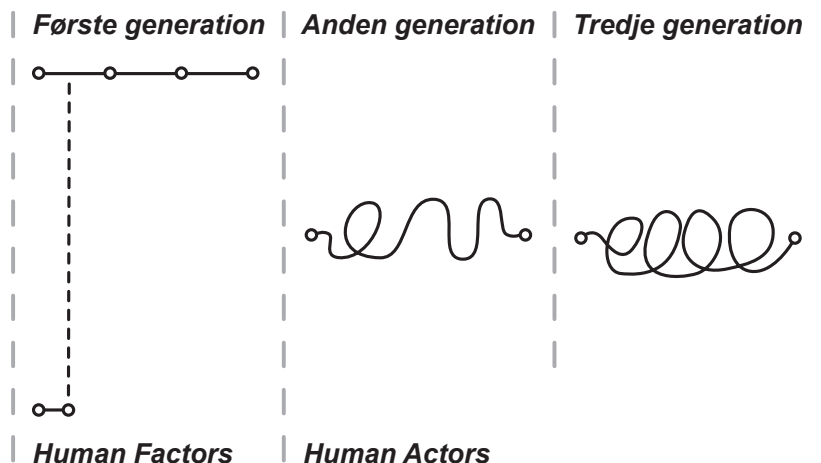 Første generation
Anden generation
Tredje generation
Human Factors
Human Actors